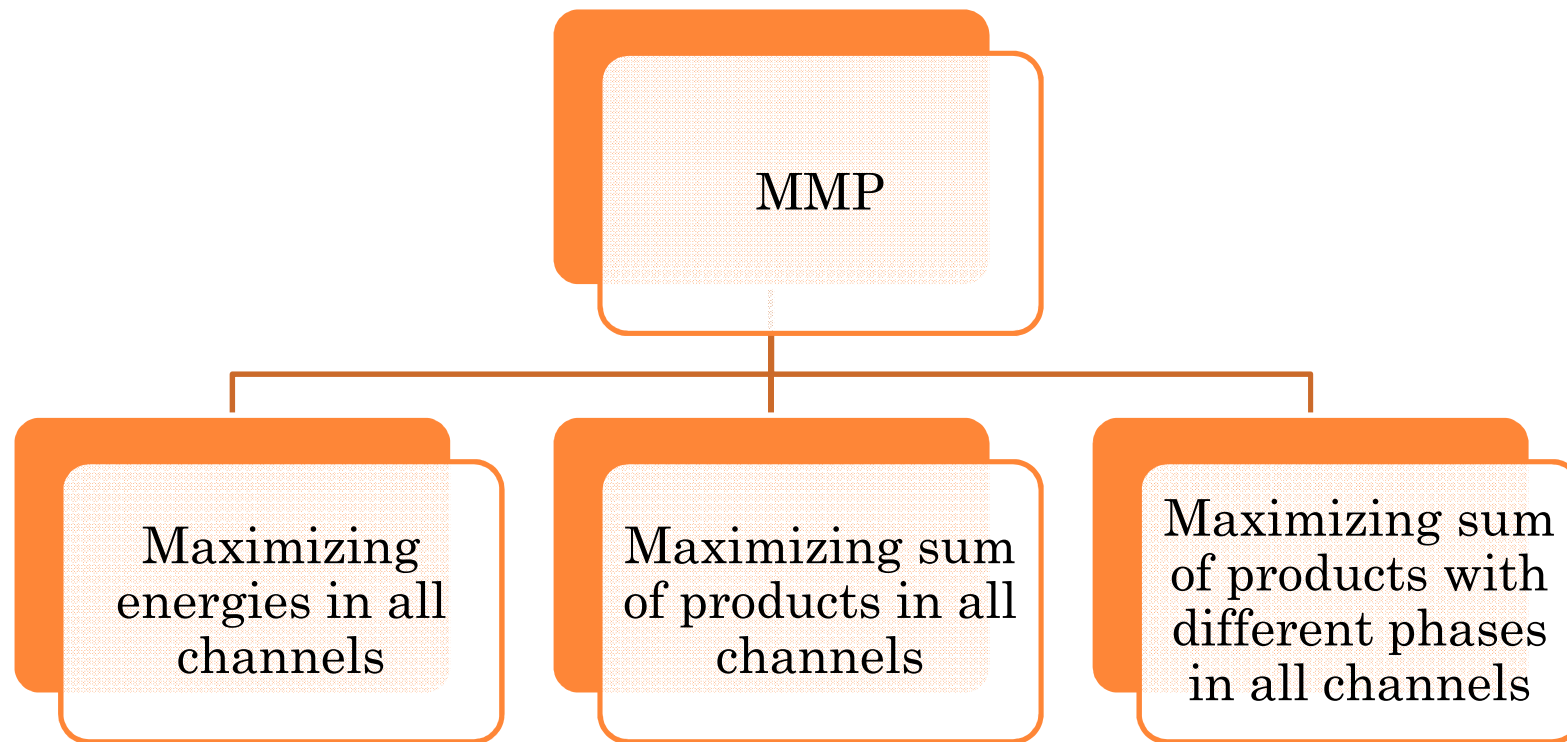 MMP
Maximizing
energies in all
channels
Maximizing sum
of products in all
channels
Maximizing sum
of products with
different phases
in all channels